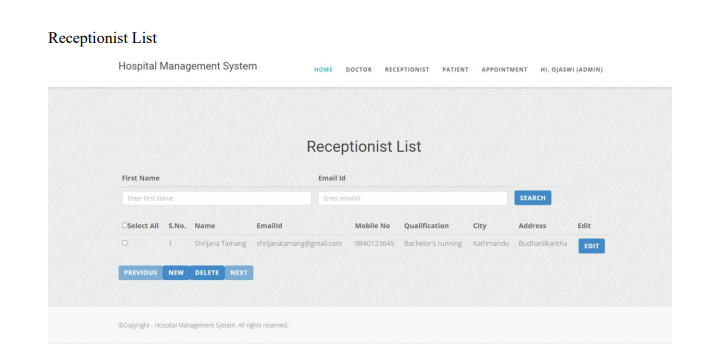 Receptionist List
Hospital Management System HOME DOCTOR RECEPTIONIST PATIENT APPOINTMENT HI, OJASWI (ADMIN)
Receptionist List
First Name Email Id
Enter First Name Enter emailid SEARCH
Select All S.No. Name EmailId Mobile No Qualification City Address Edit
1 Shrijana Tamang shrijanatamang@gmail.com 9840123645 Bachelor's running Kathmandu Budhanilkantha EDIT
PREVIOUS NEW DELETE NEXT
©Copyright - Hospital Management System. All rights reserved.